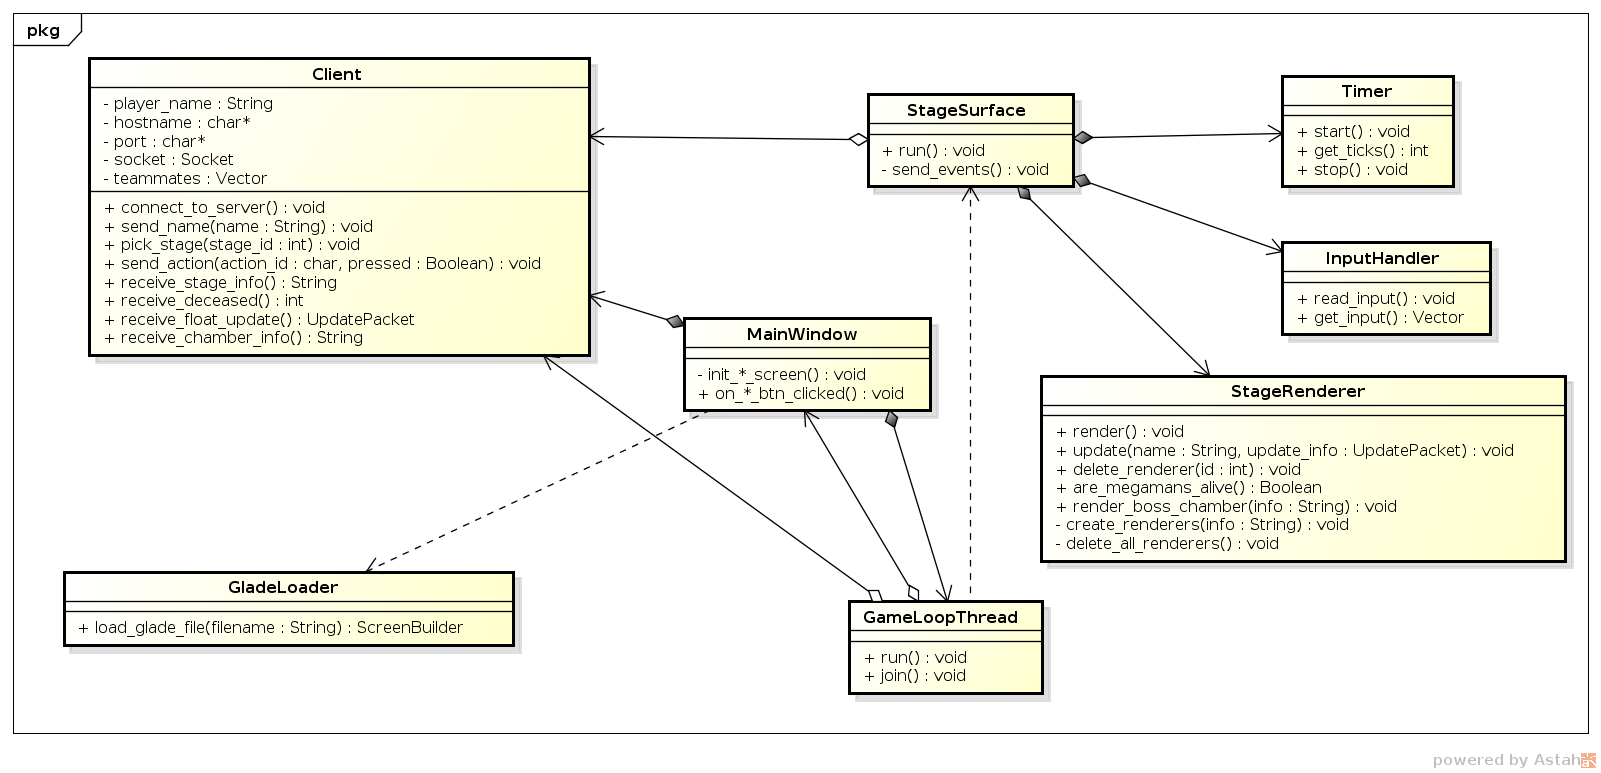 pkg
Client
- player_name : String
- hostname : char*
- port : char*
- socket : Socket
- teammates : Vector
+ connect_to_server() : void
+ send_name(name : String) : void
+ pick_stage(stage_id : int) : void
+ send_action(action_id : char, pressed : Boolean) : void
+ receive_stage_info() : String
+ receive_deceased() : int
+ receive_float_update() : UpdatePacket
+ receive_chamber_info() : String
StageSurface
+ run() : void
- send_events() : void
Timer
+ start() : void
+ get_ticks() : int
+ stop() : void
InputHandler
+ read_input() : void
+ get_input() : Vector
MainWindow
- init_*_screen() : void
+ on_*_btn_clicked() : void
StageRenderer
+ render() : void
+ update(name : String, update_info : UpdatePacket) : void
+ delete_renderer(id : int) : void
+ are_megamans_alive() : Boolean
+ render_boss_chamber(info : String) : void
- create_renderers(info : String) : void
- delete_all_renderers() : void
GladeLoader
+ load_glade_file(filename : String) : ScreenBuilder
GameLoopThread
+ run() : void
+ join() : void
powered by Astah